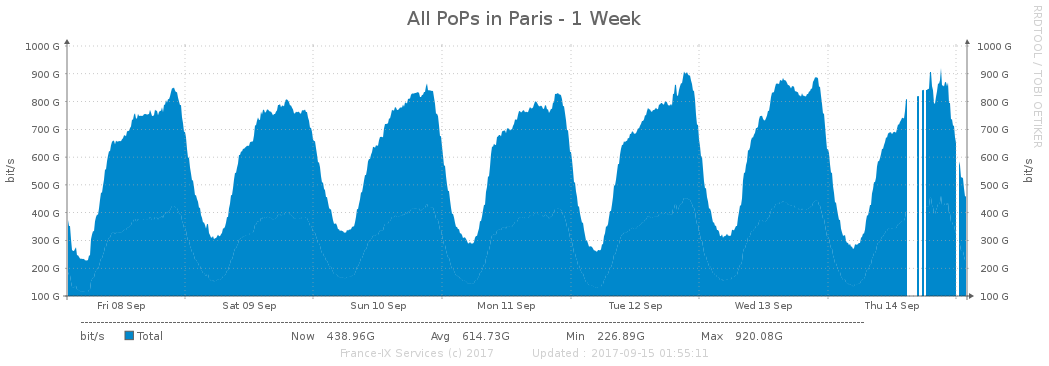 All PoPs in Paris - 1 Week
RRDTOOL / TOBI OETIKER
1000 G 1000 G
900 G 900 G
800 G 800 G
700 G 700 G
600 G 600 G
500 G 500 G
400 G 400 G
300 G 300 G
200 G 200 G
100 G 100 G
bit/s bit/s
Fri 08 Sep Sat 09 Sep Sun 10 Sep Mon 11 Sep Tue 12 Sep Wed 13 Sep Thu 14 Sep
bit/s Total Now 438.96G Avg 614.73G Min 226.89G Max 920.08G
France-IX Services (c) 2017 Updated : 2017-09-15 01:55:11